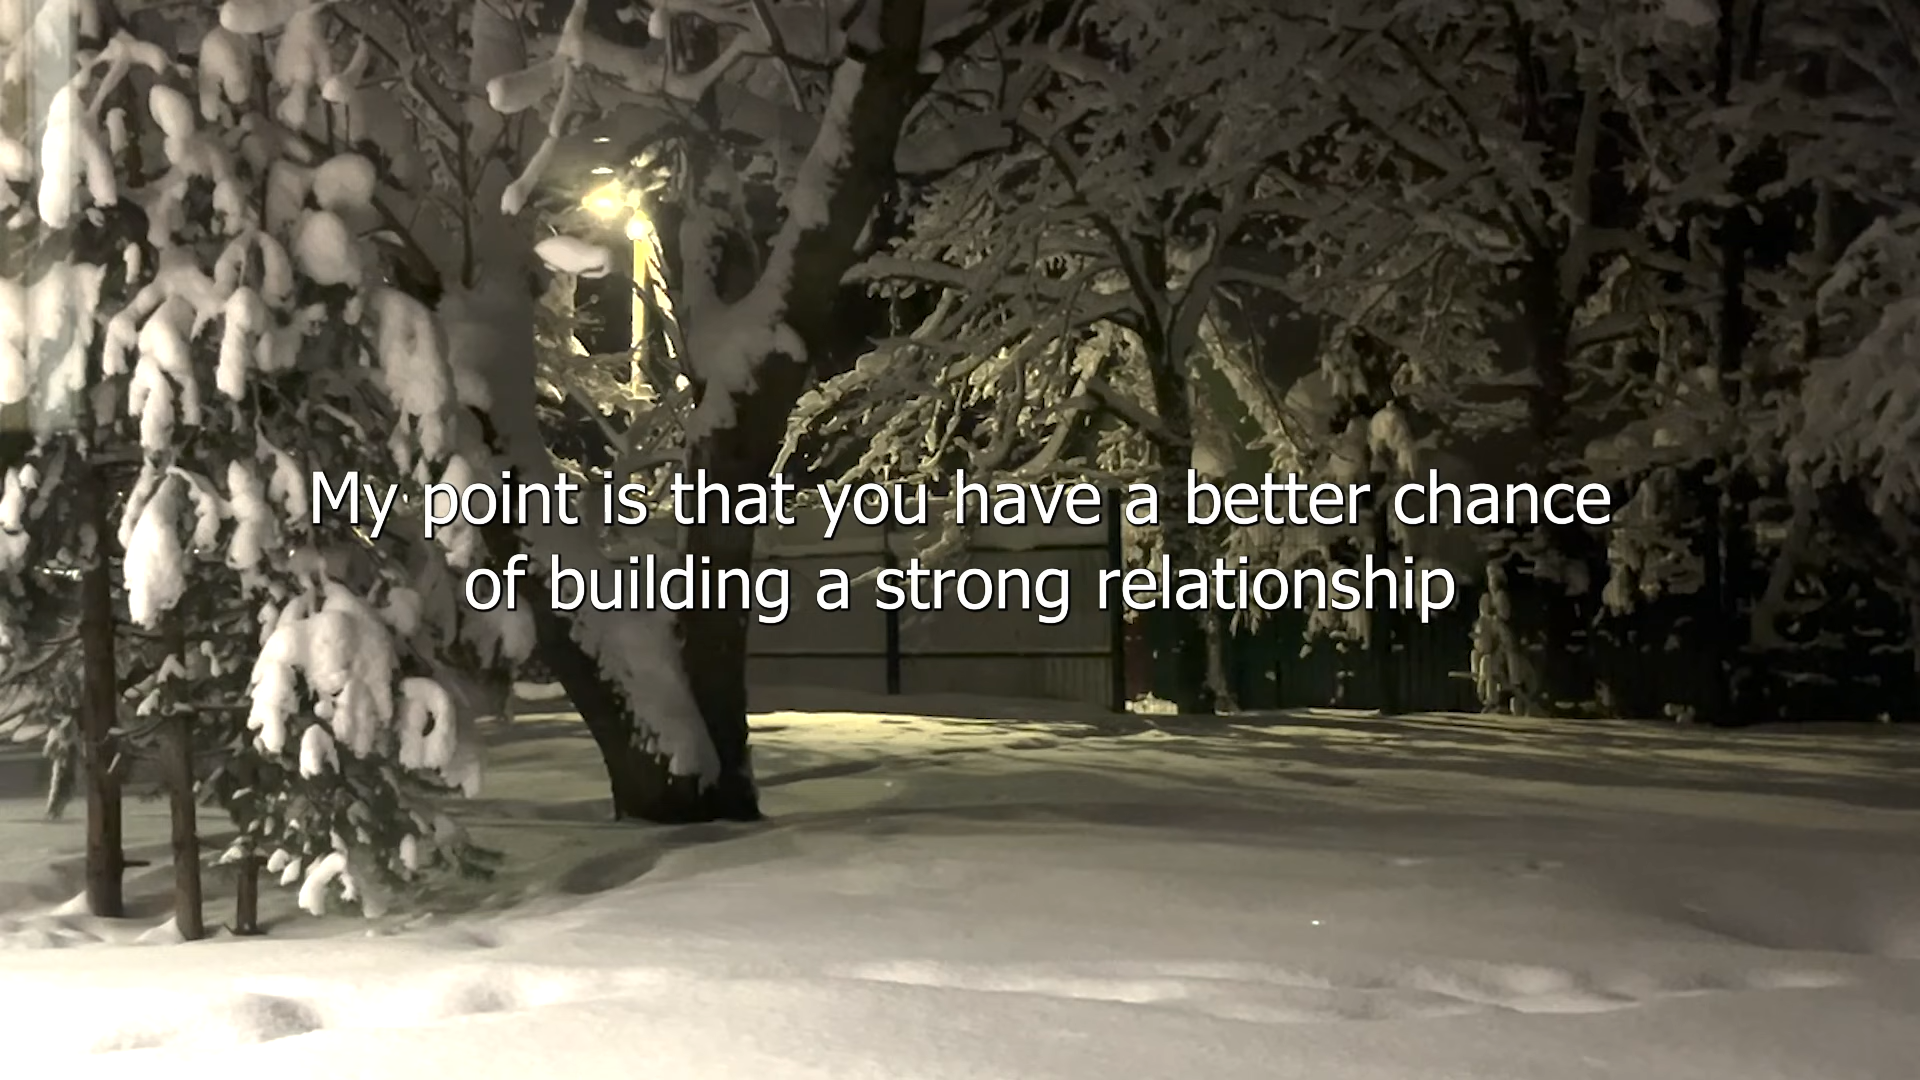 My point is that you have a better chance
of building a strong relationship